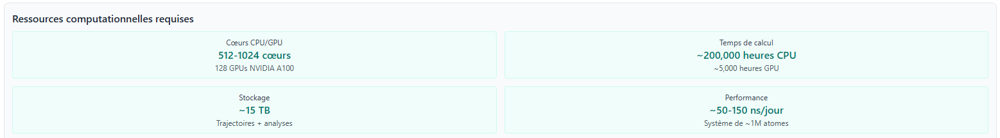 Ressources computationnelles requises
Cœurs CPU/GPU
512-1024 cœurs
128 GPUs NVIDIA A100
Temps de calcul
~200,000 heures CPU
~5,000 heures GPU
Stockage
~15 TB
Trajectoires + analyses
Performance
~50-150 ns/jour
Système de ~1M atomes